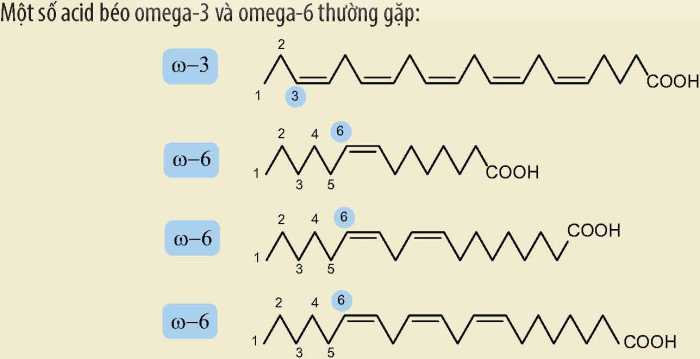 Một số acid béo omega-3 và omega-6 thường gặp:
2
ω–3
COOH
1
3
2 4 6
ω–6
1
COOH
3 5
2 4 6
COOH
ω–6
1
3 5
2 4 6
ω–6
1
COOH
3 5